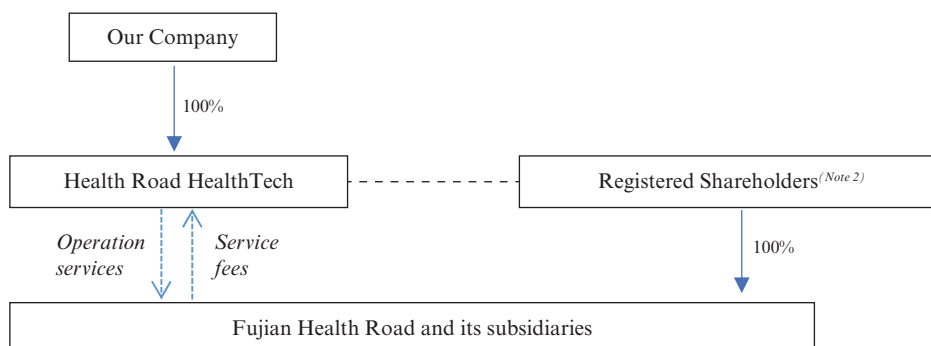 Our Company
100%
Health Road HealthTech
Registered Shareholders(Note 2)
Operation
services
Service
fees
100%
Fujian Health Road and its subsidiaries